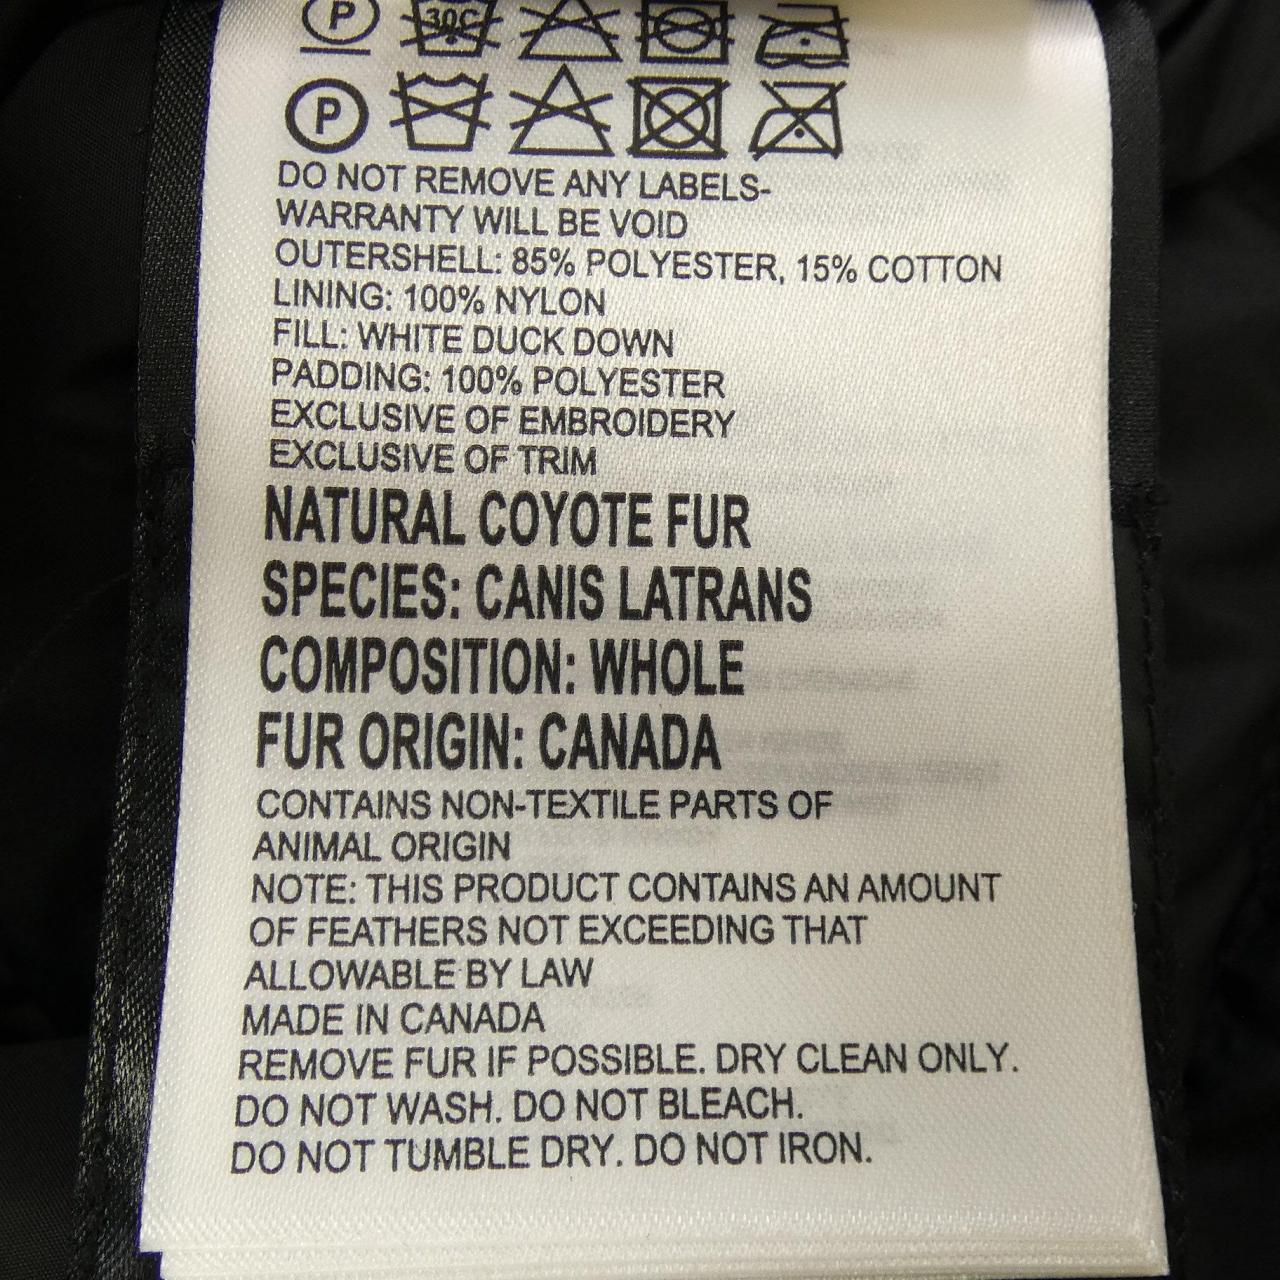 P 30C
P
DO NOT REMOVE ANY LABELS-
WARRANTY WILL BE VOID
OUTERSHELL: 85% POLYESTER, 15% COTTON
LINING: 100% NYLON
FILL: WHITE DUCK DOWN
PADDING: 100% POLYESTER
EXCLUSIVE OF EMBROIDERY
EXCLUSIVE OF TRIM
NATURAL COYOTE FUR
SPECIES: CANIS LATRANS
COMPOSITION: WHOLE
FUR ORIGIN: CANADA
CONTAINS NON-TEXTILE PARTS OF
ANIMAL ORIGIN
NOTE: THIS PRODUCT CONTAINS AN AMOUNT
OF FEATHERS NOT EXCEEDING THAT
ALLOWABLE BY LAW
MADE IN CANADA
REMOVE FUR IF POSSIBLE. DRY CLEAN ONLY.
DO NOT WASH. DO NOT BLEACH.
DO NOT TUMBLE DRY. DO NOT IRON.